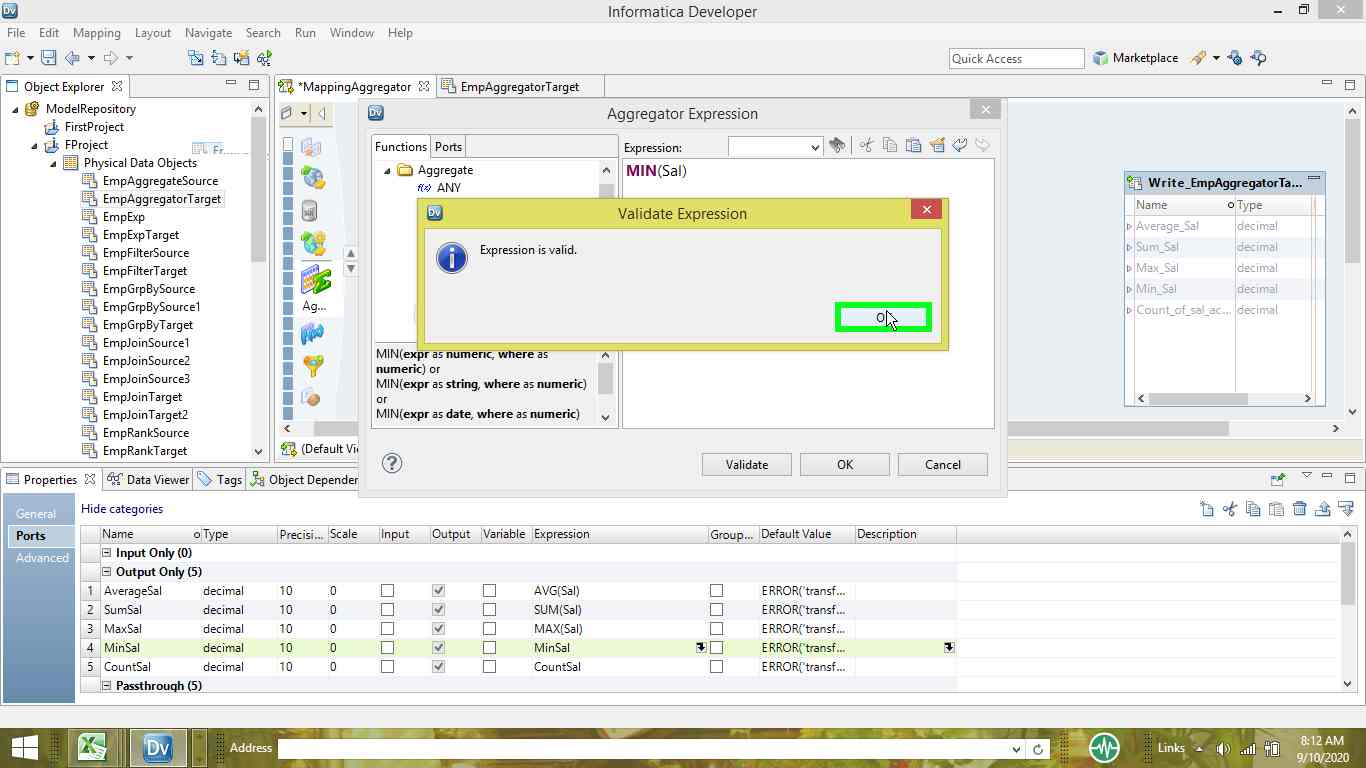 Informatica Developer
File Edit Mapping Layout Navigate Search Run Window Help
Quick Access
Marketplace
Object Explorer
*MappingAggregator
EmpAggregatorTarget
ModelRepository
FirstProject
FProject
Physical Data Objects
EmpAggregateSource
EmpAggregatorTarget
EmpExp
EmpExpTarget
EmpFilterSource
EmpFilterTarget
EmpGrpBySource
EmpGrpBySource1
EmpGrpByTarget
EmpJoinSource1
EmpJoinSource2
EmpJoinSource3
EmpJoinTarget
EmpJoinTarget2
EmpRankSource
EmpRankTarget
Ag...
(Default Vi
Aggregator Expression
Functions Ports
Expression:
Aggregate
ANY
MIN(Sal)
Validate Expression
Expression is valid.
MIN(expr as numeric, where as
numeric) or
MIN(expr as string, where as numeric)
or
MIN(expr as date, where as numeric)
Validate OK Cancel
Write_EmpAggregatorTa...
Name Type
Average_Sal decimal
Sum_Sal decimal
Max_Sal decimal
Min_Sal decimal
Count_of_sal_ac... decimal
Properties Data Viewer Tags Object Depender
General
Ports
Advanced
Hide categories
Name Type Precisi... Scale Input Output Variable Expression Group... Default Value Description
Input Only (0)
Output Only (5)
1 AverageSal decimal 10 0 AVG(Sal) ERROR('transf...
2 SumSal decimal 10 0 SUM(Sal) ERROR('transf...
3 MaxSal decimal 10 0 MAX(Sal) ERROR('transf...
4 MinSal decimal 10 0 MinSal ERROR('transf...
5 CountSal decimal 10 0 CountSal ERROR('transf...
Passthrough (5)
Address
Links
8:12 AM
9/10/2020